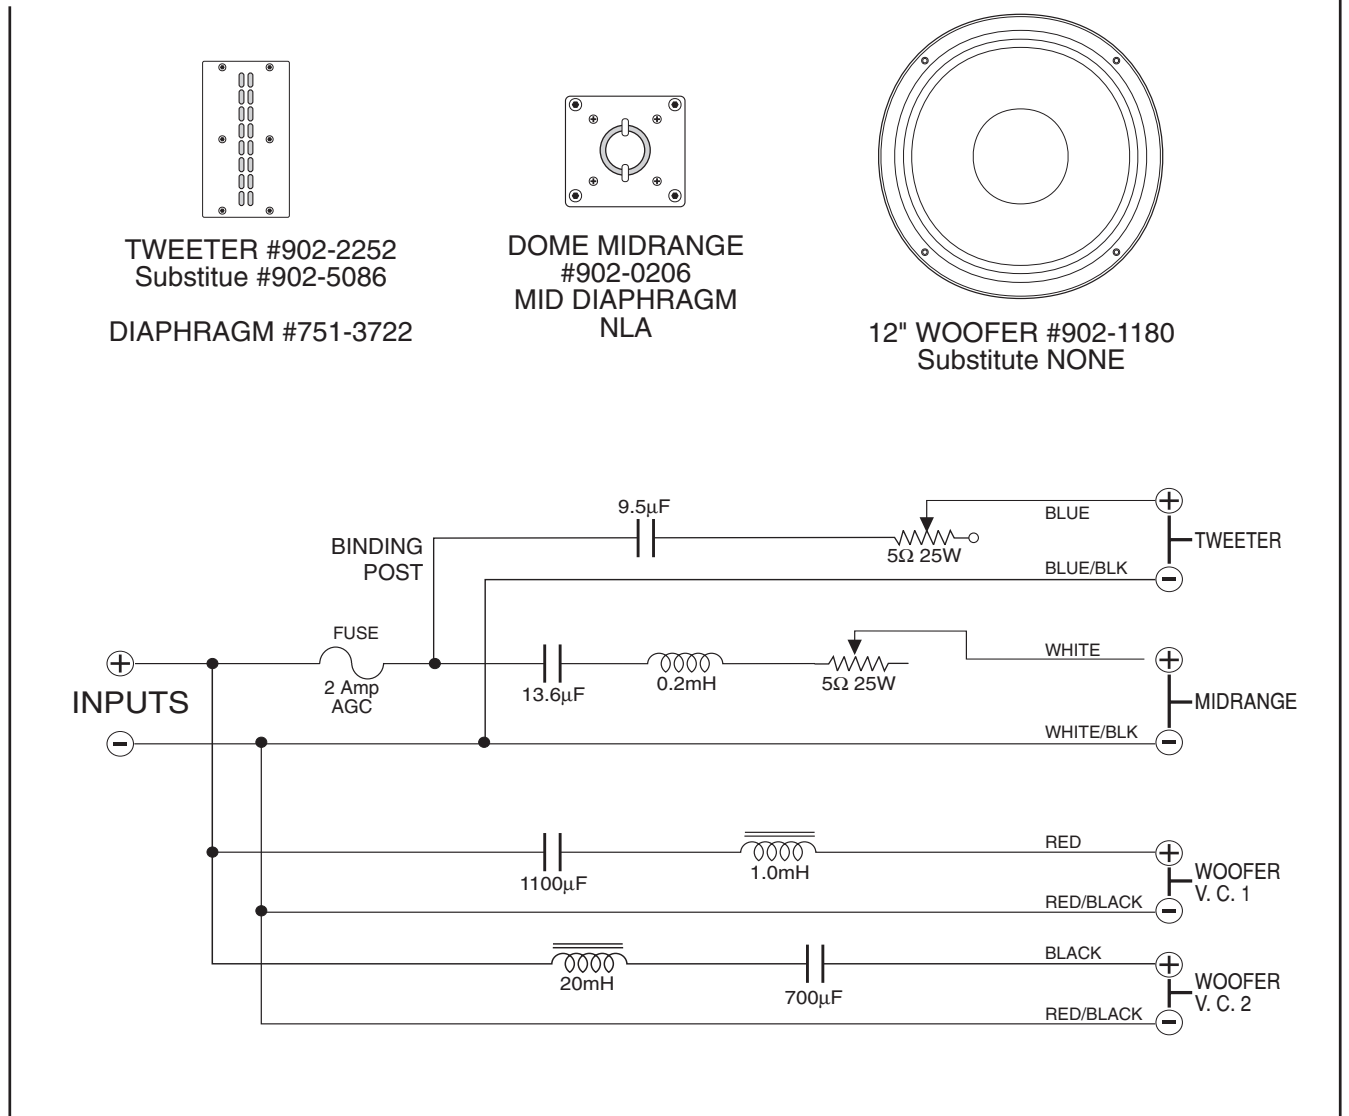 TWEETER #902-2252
Substitue #902-5086
DIAPHRAGM #751-3722
DOME MIDRANGE
#902-0206
MID DIAPHRAGM
NLA
12" WOOFER #902-1180
Substitute NONE
9.5µF
BINDING
POST
5Ω 25W
BLUE
BLUE/BLK
+
−
TWEETER
+
INPUTS
−
FUSE
2 Amp
AGC
13.6µF
0.2mH
5Ω 25W
WHITE
WHITE/BLK
+
−
MIDRANGE
1100µF
1.0mH
RED
RED/BLACK
+
−
WOOFER
V. C. 1
20mH
700µF
BLACK
RED/BLACK
+
−
WOOFER
V. C. 2